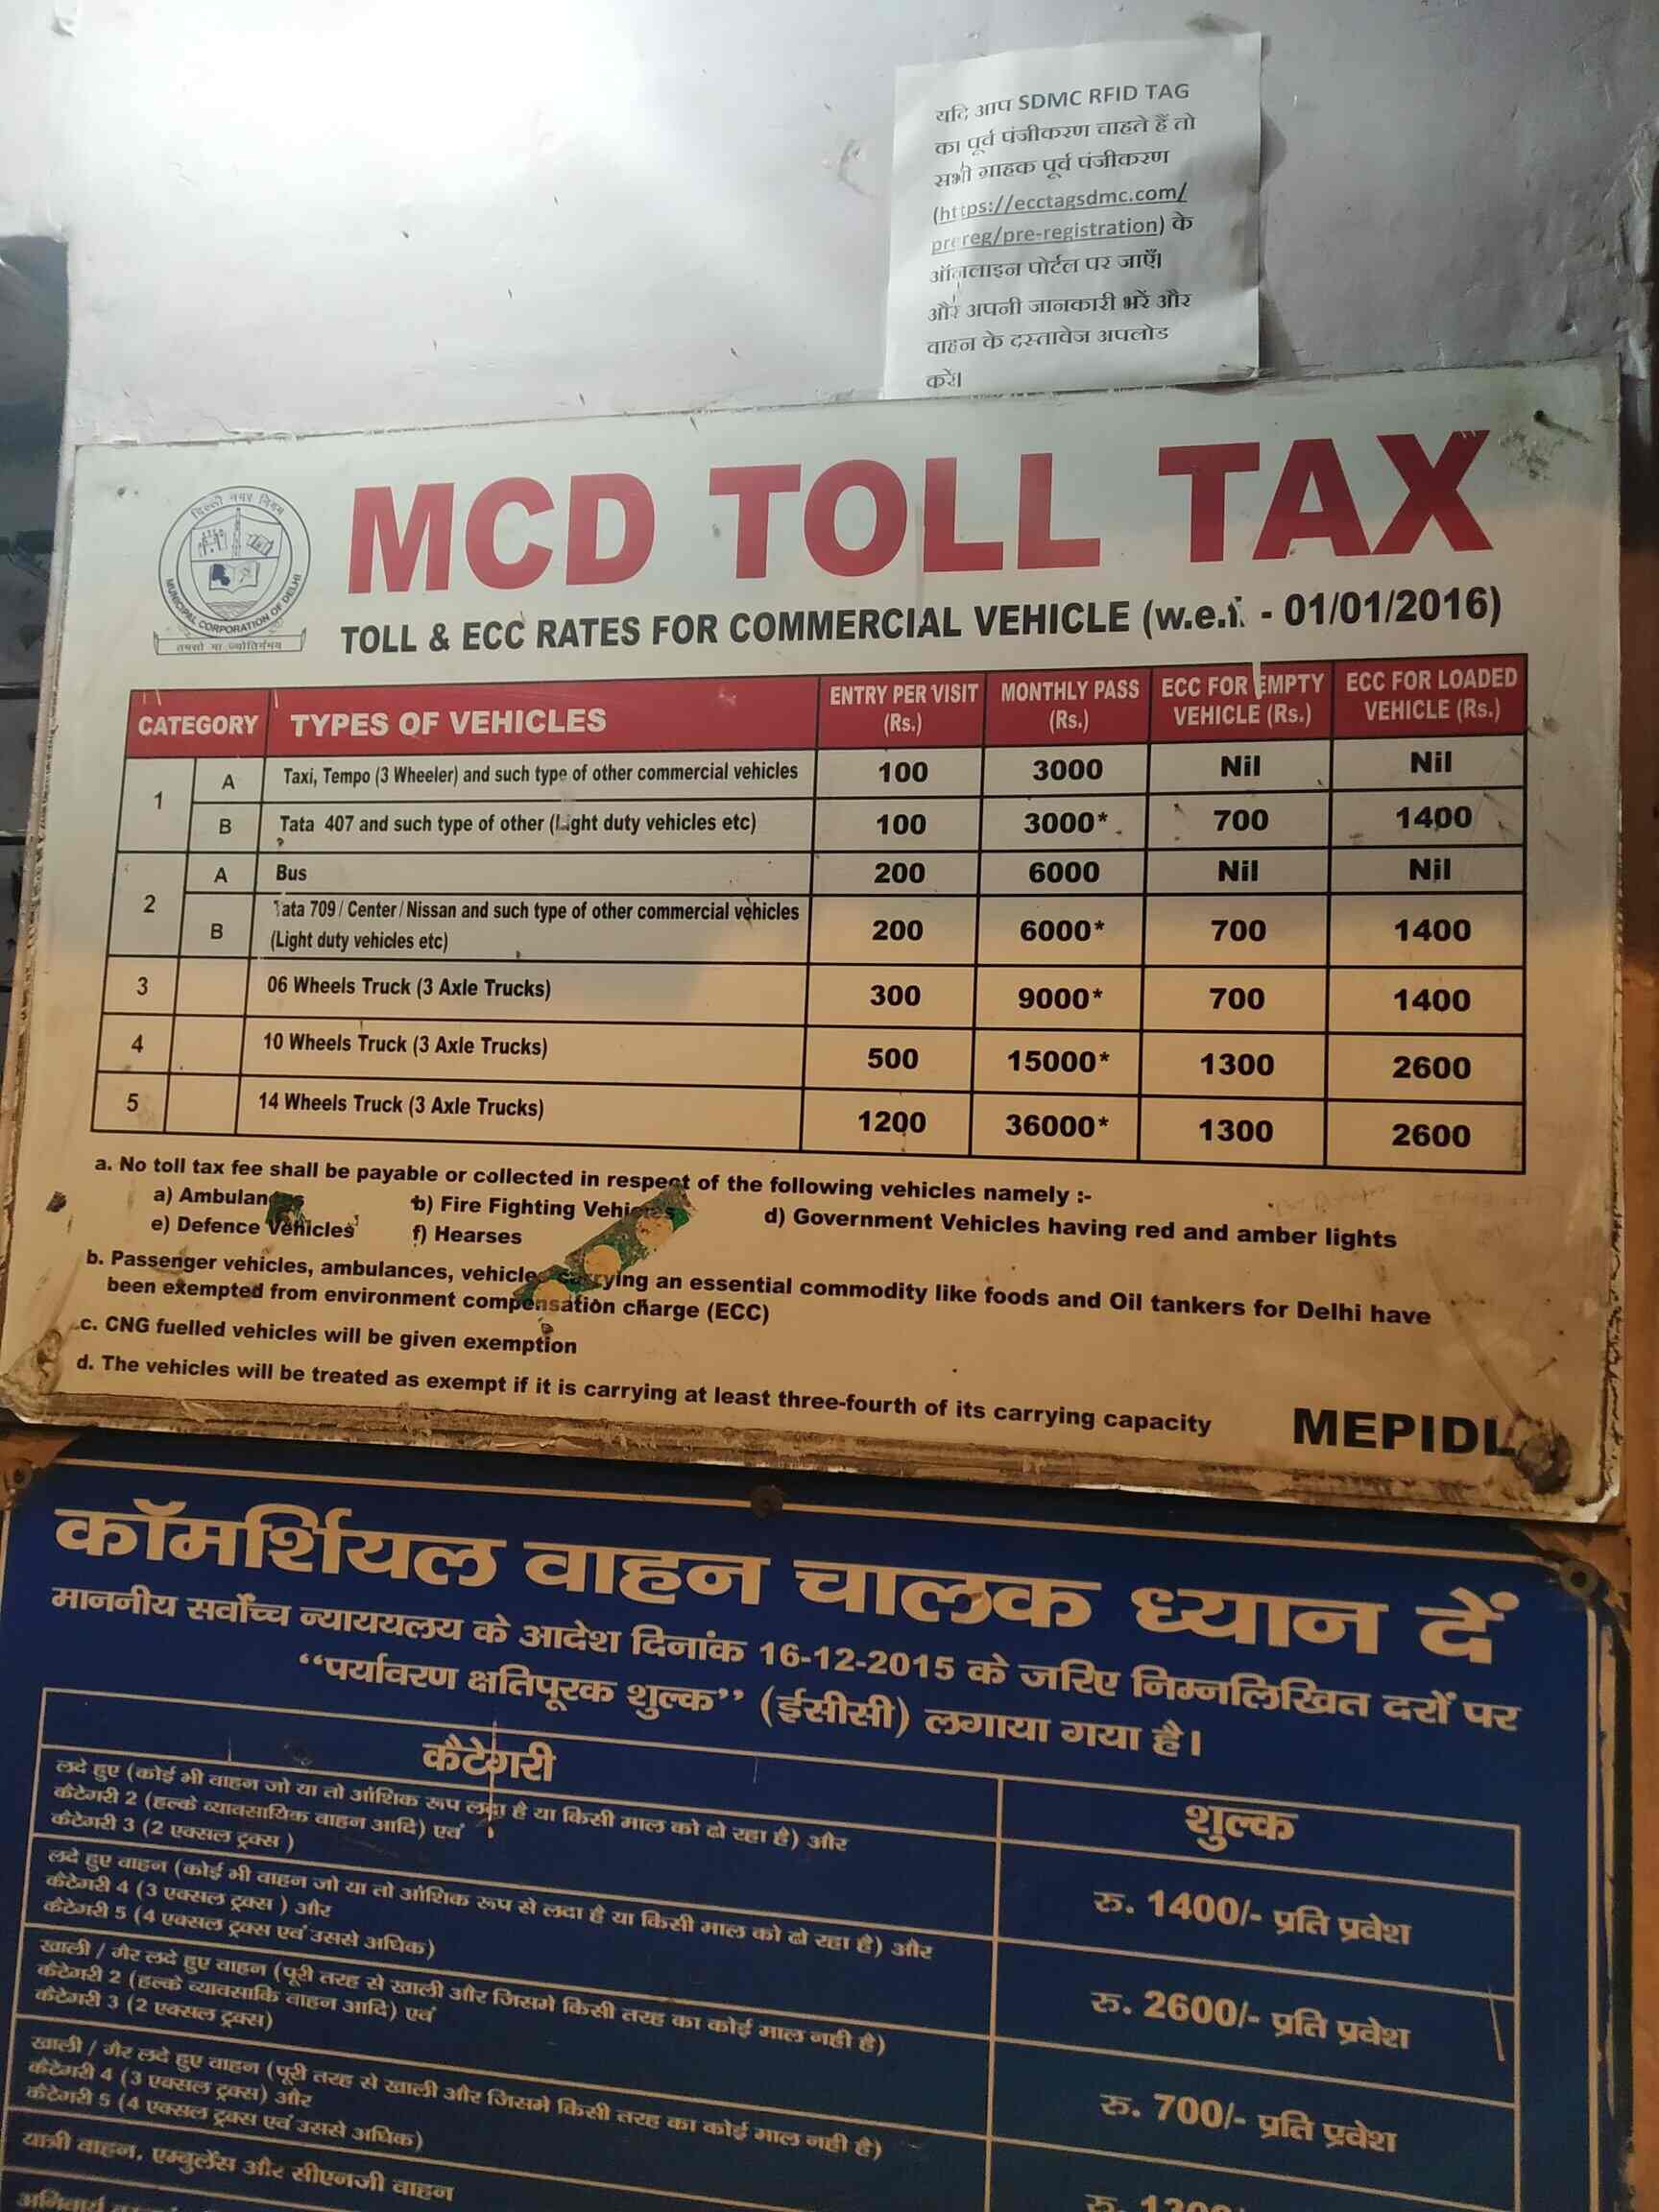 यदि आप SDMC RFID TAG
का पूर्व पंजीकरण चाहते हैं तो
सभी ग्राहक पूर्व पंजीकरण
(https://ecctagsdmc.com/
prereg/pre-registration) के
ऑनलाइन पोर्टल पर जाएँ।
और अपनी जानकारी भरें और
वाहन के दस्तावेज अपलोड
करें।
दिल्ली नगर निगम
MUNICIPAL CORPORATION OF DELHI
तमसो मा ज्योतिर्गमय
MCD TOLL TAX
TOLL & ECC RATES FOR COMMERCIAL VEHICLE (w.e.f. - 01/01/2016)
CATEGORY TYPES OF VEHICLES ENTRY PER VISIT (Rs.) MONTHLY PASS (Rs.) ECC FOR EMPTY VEHICLE (Rs.) ECC FOR LOADED VEHICLE (Rs.)
1 A Taxi, Tempo (3 Wheeler) and such type of other commercial vehicles 100 3000 Nil Nil
B Tata 407 and such type of other (Light duty vehicles etc) 100 3000* 700 1400
2 A Bus 200 6000 Nil Nil
B Tata 709 / Center / Nissan and such type of other commercial vehicles (Light duty vehicles etc) 200 6000* 700 1400
3 06 Wheels Truck (3 Axle Trucks) 300 9000* 700 1400
4 10 Wheels Truck (3 Axle Trucks) 500 15000* 1300 2600
5 14 Wheels Truck (3 Axle Trucks) 1200 36000* 1300 2600
a. No toll tax fee shall be payable or collected in respect of the following vehicles namely :-
a) Ambulances b) Fire Fighting Vehicles d) Government Vehicles having red and amber lights
e) Defence Vehicles f) Hearses
b. Passenger vehicles, ambulances, vehicles carrying an essential commodity like foods and Oil tankers for Delhi have
been exempted from environment compensation charge (ECC)
c. CNG fuelled vehicles will be given exemption
d. The vehicles will be treated as exempt if it is carrying at least three-fourth of its carrying capacity
MEPIDL
कॉमर्शियल वाहन चालक ध्यान दें
माननीय सर्वोच्च न्याययलय के आदेश दिनांक 16-12-2015 के जरिए निम्नलिखित दरों पर
“पर्यावरण क्षतिपूरक शुल्क” (ईसीसी) लगाया गया है।
कैटेगरी शुल्क
लदे हुए (कोई भी वाहन जो या तो आंशिक रूप लदा है या किसी माल को ढो रहा है) और
कैटेगरी 2 (हल्के व्यावसायिक वाहन आदि) एवं
कैटेगरी 3 (2 एक्सल ट्रक्स )
रु. 1400/- प्रति प्रवेश
लदे हुए वाहन (कोई भी वाहन जो या तो आंशिक रूप से लदा है या किसी माल को ढो रहा है) और
कैटेगरी 4 (3 एक्सल ट्रक्स ) और
कैटेगरी 5 (4 एक्सल ट्रक्स एवं उससे अधिक)
रु. 2600/- प्रति प्रवेश
खाली / गैर लदे हुए वाहन (पूरी तरह से खाली और जिसमे किसी तरह का कोई माल नही है)
कैटेगरी 2 (हल्के व्यावसाकि वाहन आदि) एवं
कैटेगरी 3 (2 एक्सल ट्रक्स)
रु. 700/- प्रति प्रवेश
खाली / गैर लदे हुए वाहन (पूरी तरह से खाली और जिसमे किसी तरह का कोई माल नही है)
कैटेगरी 4 (3 एक्सल ट्रक्स) और
कैटेगरी 5 (4 एक्सल ट्रक्स एवं उससे अधिक)
रु. 1300/-
यात्री वाहन, एम्बुलेंस और सीएनजी वाहन
अनिवार्य